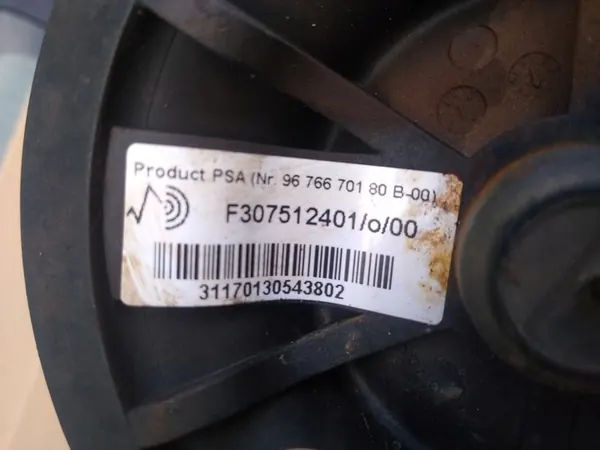 Product PSA (Nr. 96 766 701 80 B-00)
F307512401/o/00
31170130543802